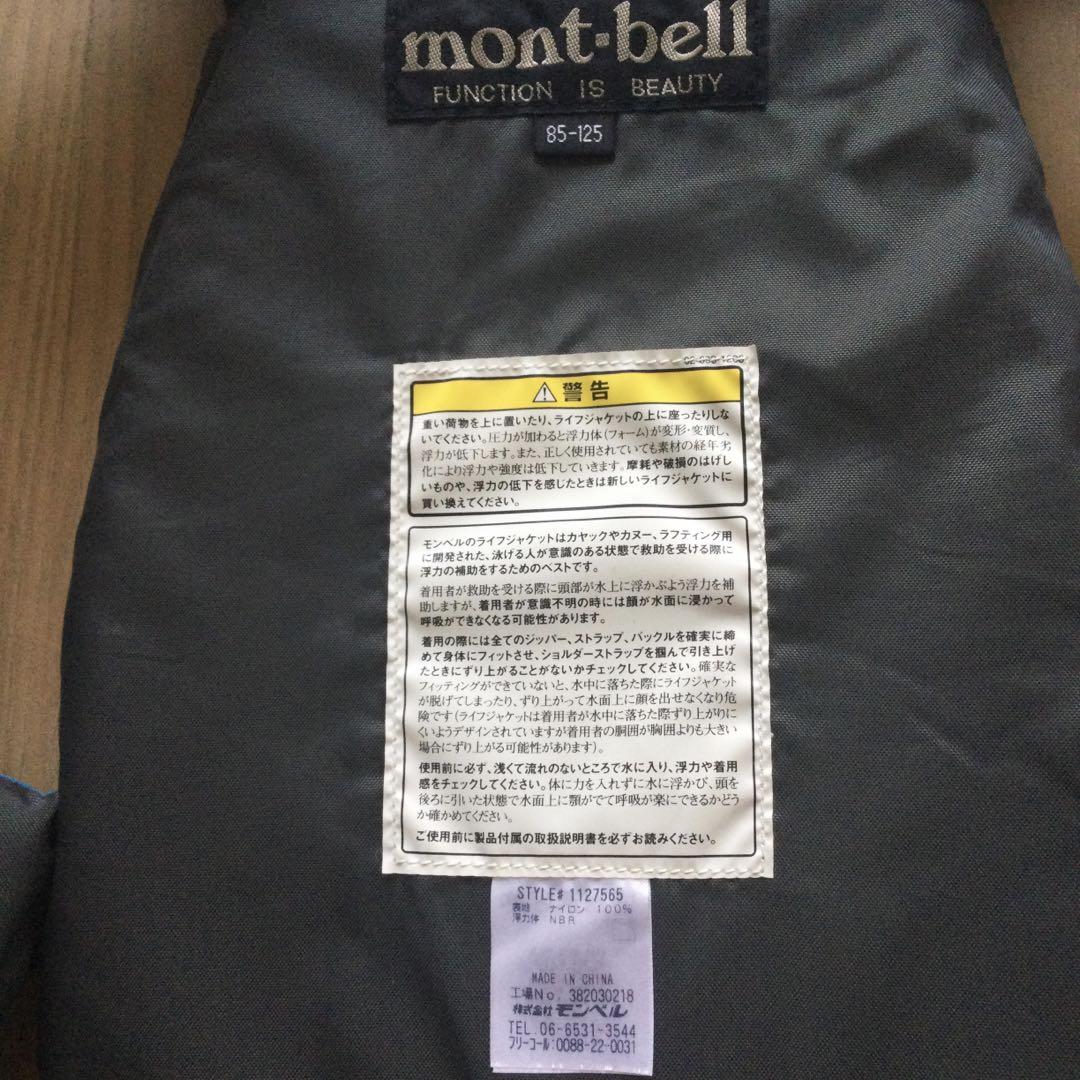 mont-bell
FUNCTION IS BEAUTY
85-125
警告
重い荷物を上に置いたり、ライフジャケットの上に座ったりしな
いでください。圧力が加わると浮力体(フォーム)が変形・変質し、
浮力が低下します。また、正しく使用されていても素材の経年劣
化により浮力や強度は低下していきます。摩耗や破損のはげし
いものや、浮力の低下を感じたときは新しいライフジャケットに
買い換えてください。
モンベルのライフジャケットはカヤックやカヌー、ラフティング用
に開発された、泳げる人が意識のある状態で救助を受ける際に
浮力の補助をするためのベストです。
着用者が救助を受ける際に頭部が水上に浮かぶよう浮力を補
助しますが、着用者が意識不明の時には顔が水面に浸かって
呼吸ができなくなる可能性があります。
着用の際には全てのジッパー、ストラップ、バックルを確実に締
めて身体にフィットさせ、ショルダーストラップを掴んで引き上げ
たときにずり上がることがないかチェックしてください。確実な
フィッティングができていないと、水中に落ちた際にライフジャケット
が脱げてしまったり、ずり上がって水面上に顔を出せなくなり危
険です(ライフジャケットは着用者が水中に落ちた際ずり上がりに
くいようデザインされていますが着用者の胴囲が胸囲よりも大きい
場合にずり上がる可能性があります)。
使用前に必ず、浅くて流れのないところで水に入り、浮力や着用
感をチェックしてください。体に力を入れずに水に浮かび、頭を
後ろに引いた状態で水面上に顎がでて呼吸が楽にできるかどう
か確かめてください。
ご使用前に製品付属の取扱説明書を必ずお読みください。
STYLE# 1127565
表地 ナイロン 100%
浮力体 NBR
MADE IN CHINA
工場No. 382030218
株式会社 モンベル
TEL.06-6531-3544
フリーコール:0088-22-0031